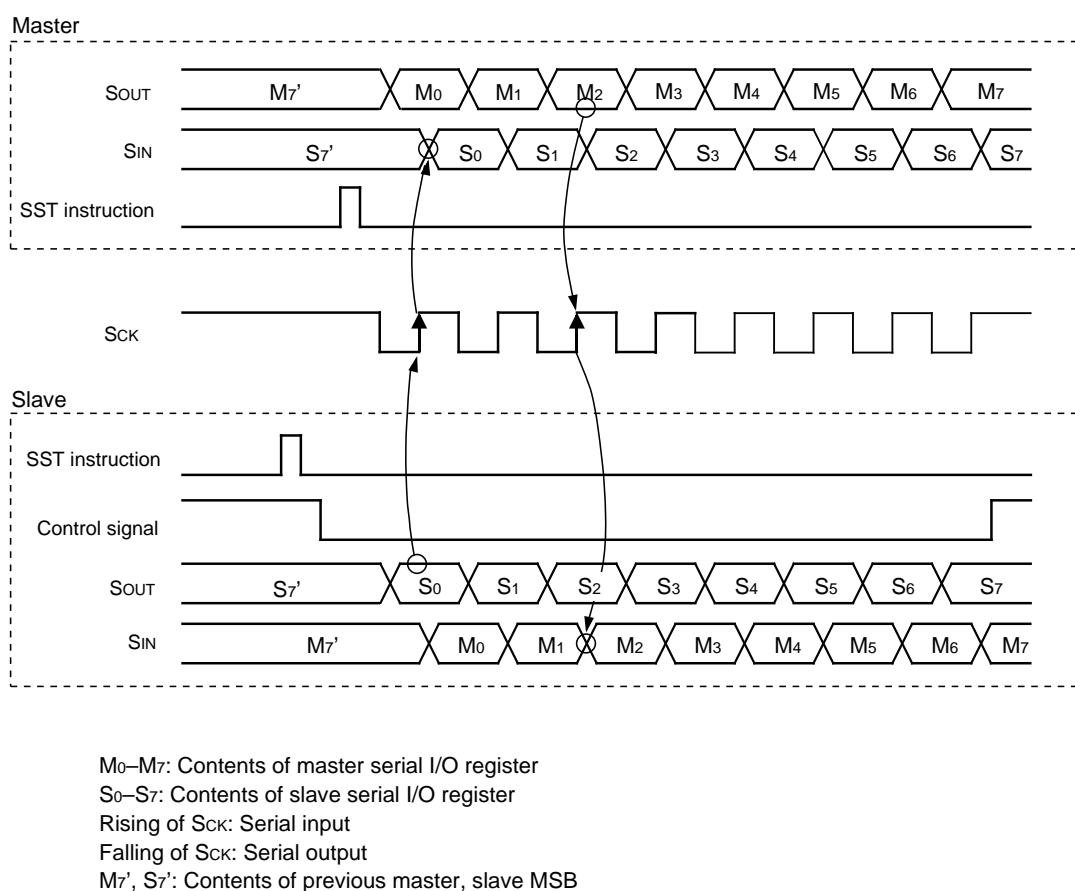 Master
SOUT M7' M0 M1 M2 M3 M4 M5 M6 M7
SIN S7' S0 S1 S2 S3 S4 S5 S6 S7
SST instruction
SCK
Slave
SST instruction
Control signal
SOUT S7' S0 S1 S2 S3 S4 S5 S6 S7
SIN M7' M0 M1 M2 M3 M4 M5 M6 M7
M0–M7: Contents of master serial I/O register
S0–S7: Contents of slave serial I/O register
Rising of SCK: Serial input
Falling of SCK: Serial output
M7', S7': Contents of previous master, slave MSB